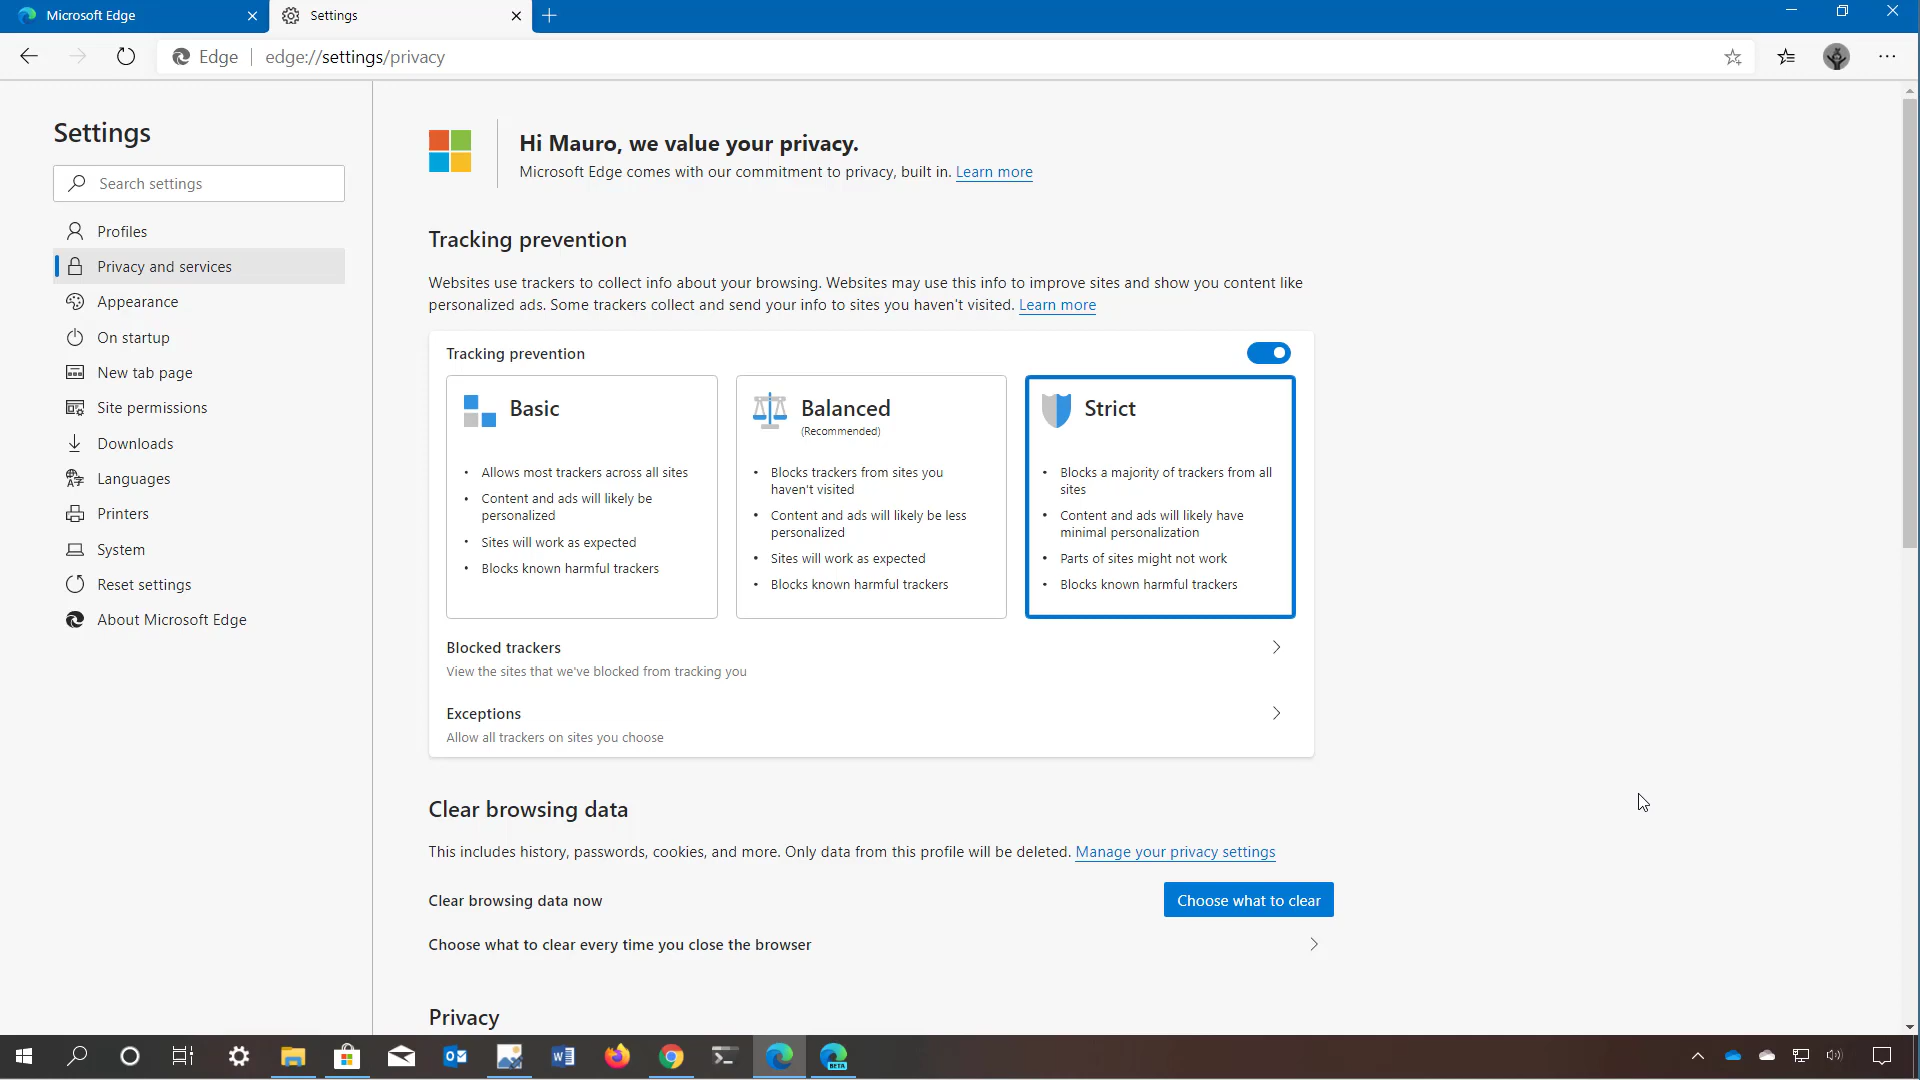 Microsoft Edge
Settings
Edge
edge://settings/privacy
Settings
Search settings
Profiles
Privacy and services
Appearance
On startup
New tab page
Site permissions
Downloads
Languages
Printers
System
Reset settings
About Microsoft Edge
Hi Mauro, we value your privacy.
Microsoft Edge comes with our commitment to privacy, built in. Learn more
Tracking prevention
Websites use trackers to collect info about your browsing. Websites may use this info to improve sites and show you content like
personalized ads. Some trackers collect and send your info to sites you haven't visited. Learn more
Tracking prevention
Basic
• Allows most trackers across all sites
• Content and ads will likely be
personalized
• Sites will work as expected
• Blocks known harmful trackers
Balanced
(Recommended)
• Blocks trackers from sites you
haven't visited
• Content and ads will likely be less
personalized
• Sites will work as expected
• Blocks known harmful trackers
Strict
• Blocks a majority of trackers from all
sites
• Content and ads will likely have
minimal personalization
• Parts of sites might not work
• Blocks known harmful trackers
Blocked trackers
View the sites that we've blocked from tracking you
Exceptions
Allow all trackers on sites you choose
Clear browsing data
This includes history, passwords, cookies, and more. Only data from this profile will be deleted. Manage your privacy settings
Clear browsing data now
Choose what to clear
Choose what to clear every time you close the browser
Privacy
BETA